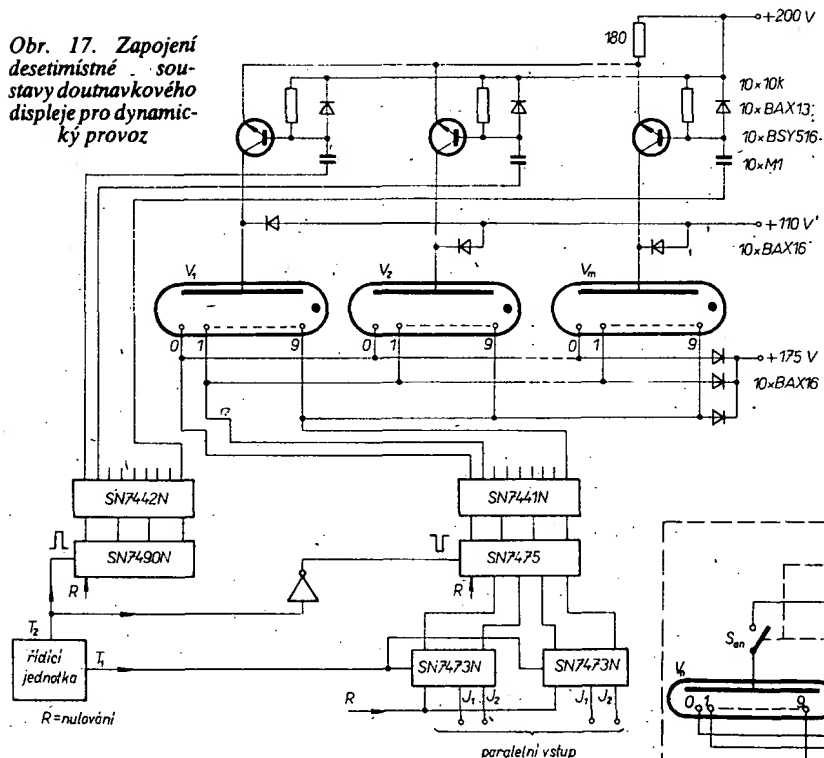 Obr. 17. Zapojení
desetimístné sou-
stavy doutnavkového
displeje pro dynamic-
ký provoz
+200 V
180
10×10k
10×BAX13
10×BSY516
10×M1
+110 V
10×BAX16
V₁
V₂
Vₘ
0 1 9
0 1 9
0 1 9
+175 V
10×BAX16
SN7442N
SN7441N
SN7490N
SN7475
R
R
T₂
řídicí
jednotka
T₁
SN7473N
SN7473N
R
J₁ J₂
J₁ J₂
R=nulování
paralelní vstup
Sₐₙ
Vₙ
0 1 9